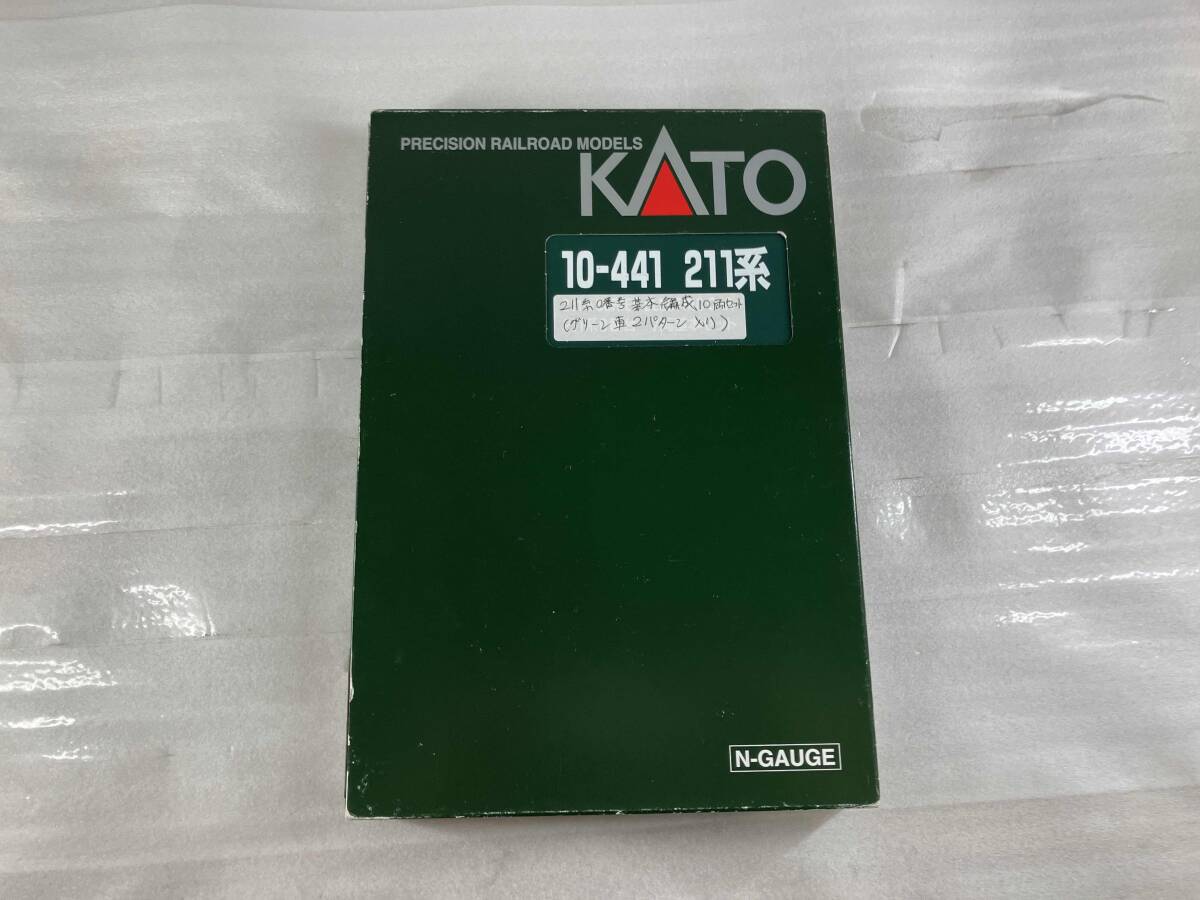 PRECISION RAILROAD MODELS
KATO
10-441 211系
211系0番台基本編成10両セット
(グリーン車2パターン入り)
N-GAUGE